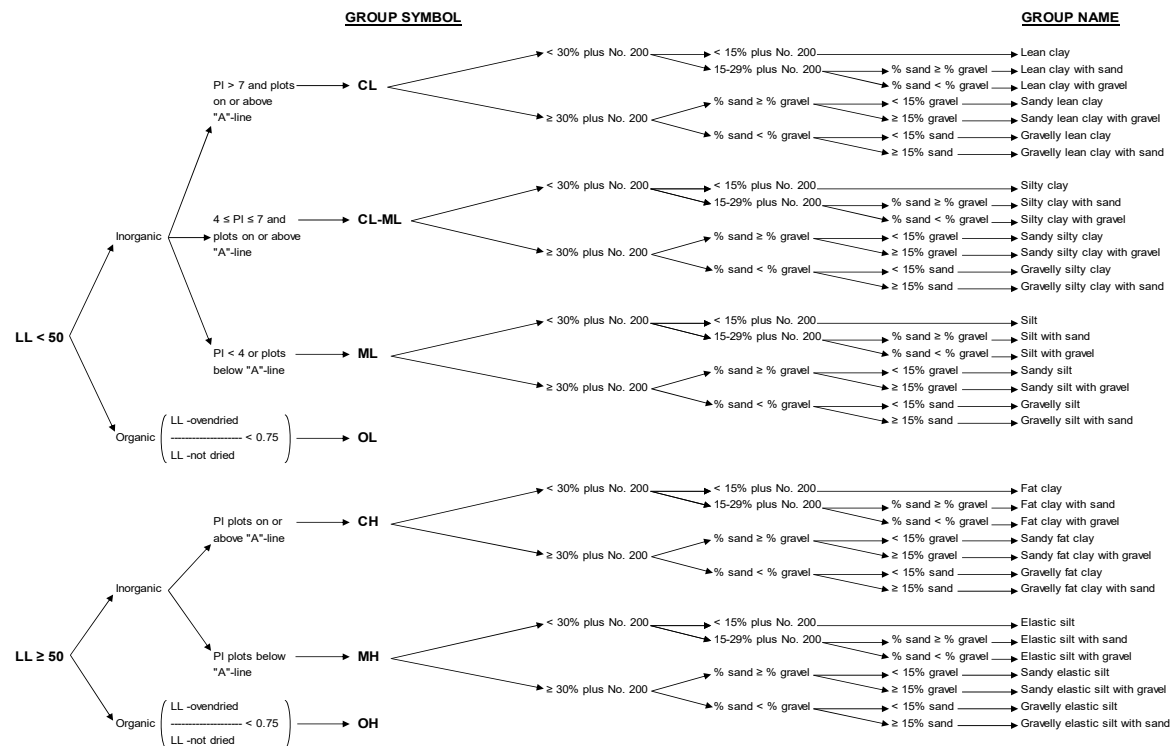 GROUP SYMBOL GROUP NAME
< 30% plus No. 200 < 15% plus No. 200 Lean clay
15-29% plus No. 200 % sand ≥ % gravel Lean clay with sand
PI > 7 and plots
on or above
"A"-line
CL
% sand < % gravel Lean clay with gravel
≥ 30% plus No. 200 % sand ≥ % gravel < 15% gravel Sandy lean clay
≥ 15% gravel Sandy lean clay with gravel
% sand < % gravel < 15% sand Gravelly lean clay
≥ 15% sand Gravelly lean clay with sand
< 30% plus No. 200 < 15% plus No. 200 Silty clay
15-29% plus No. 200 % sand ≥ % gravel Silty clay with sand
4 ≤ PI ≤ 7 and
plots on or above
"A"-line
CL-ML
% sand < % gravel Silty clay with gravel
Inorganic
≥ 30% plus No. 200 % sand ≥ % gravel < 15% gravel Sandy silty clay
≥ 15% gravel Sandy silty clay with gravel
% sand < % gravel < 15% sand Gravelly silty clay
≥ 15% sand Gravelly silty clay with sand
LL < 50
< 30% plus No. 200 < 15% plus No. 200 Silt
15-29% plus No. 200 % sand ≥ % gravel Silt with sand
PI < 4 or plots
below "A"-line
ML
% sand < % gravel Silt with gravel
≥ 30% plus No. 200 % sand ≥ % gravel < 15% gravel Sandy silt
≥ 15% gravel Sandy silt with gravel
% sand < % gravel < 15% sand Gravelly silt
≥ 15% sand Gravelly silt with sand
LL -ovendried
Organic -------------------- < 0.75 OL
LL -not dried
< 30% plus No. 200 < 15% plus No. 200 Fat clay
15-29% plus No. 200 % sand ≥ % gravel Fat clay with sand
PI plots on or
above "A"-line
CH
% sand < % gravel Fat clay with gravel
≥ 30% plus No. 200 % sand ≥ % gravel < 15% gravel Sandy fat clay
≥ 15% gravel Sandy fat clay with gravel
% sand < % gravel < 15% sand Gravelly fat clay
≥ 15% sand Gravelly fat clay with sand
Inorganic
LL ≥ 50
< 30% plus No. 200 < 15% plus No. 200 Elastic silt
15-29% plus No. 200 % sand ≥ % gravel Elastic silt with sand
PI plots below
"A"-line
MH
% sand < % gravel Elastic silt with gravel
≥ 30% plus No. 200 % sand ≥ % gravel < 15% gravel Sandy elastic silt
≥ 15% gravel Sandy elastic silt with gravel
% sand < % gravel < 15% sand Gravelly elastic silt
≥ 15% sand Gravelly elastic silt with sand
LL -ovendried
Organic -------------------- < 0.75 OH
LL -not dried